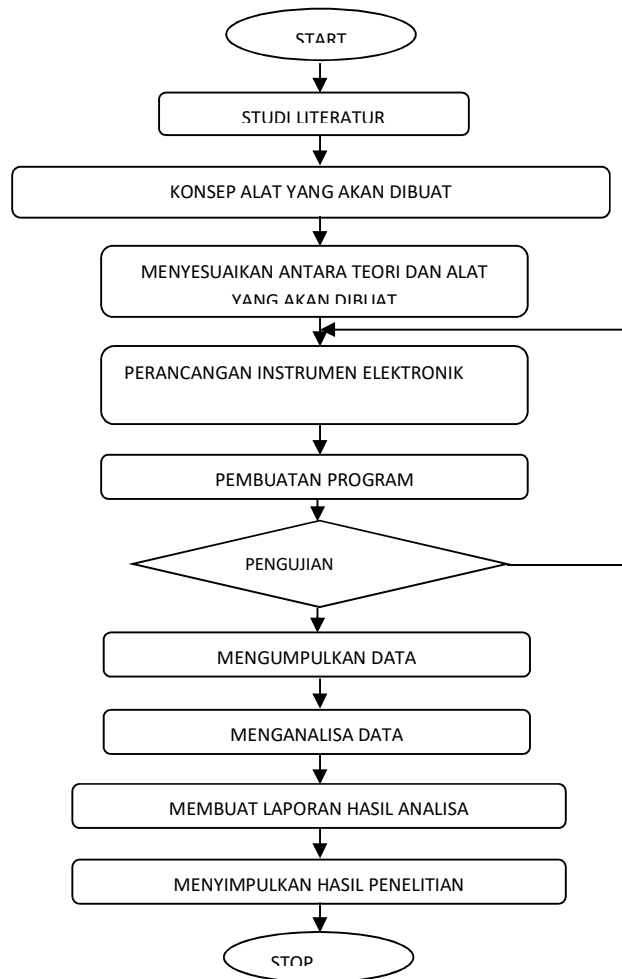 START
STUDI LITERATUR
KONSEP ALAT YANG AKAN DIBUAT
MENYESUAIKAN ANTARA TEORI DAN ALAT
YANG AKAN DIBUAT
PERANCANGAN INSTRUMEN ELEKTRONIK
PEMBUATAN PROGRAM
PENGUJIAN
MENGUMPULKAN DATA
MENGANALISA DATA
MEMBUAT LAPORAN HASIL ANALISA
MENYIMPULKAN HASIL PENELITIAN
STOP